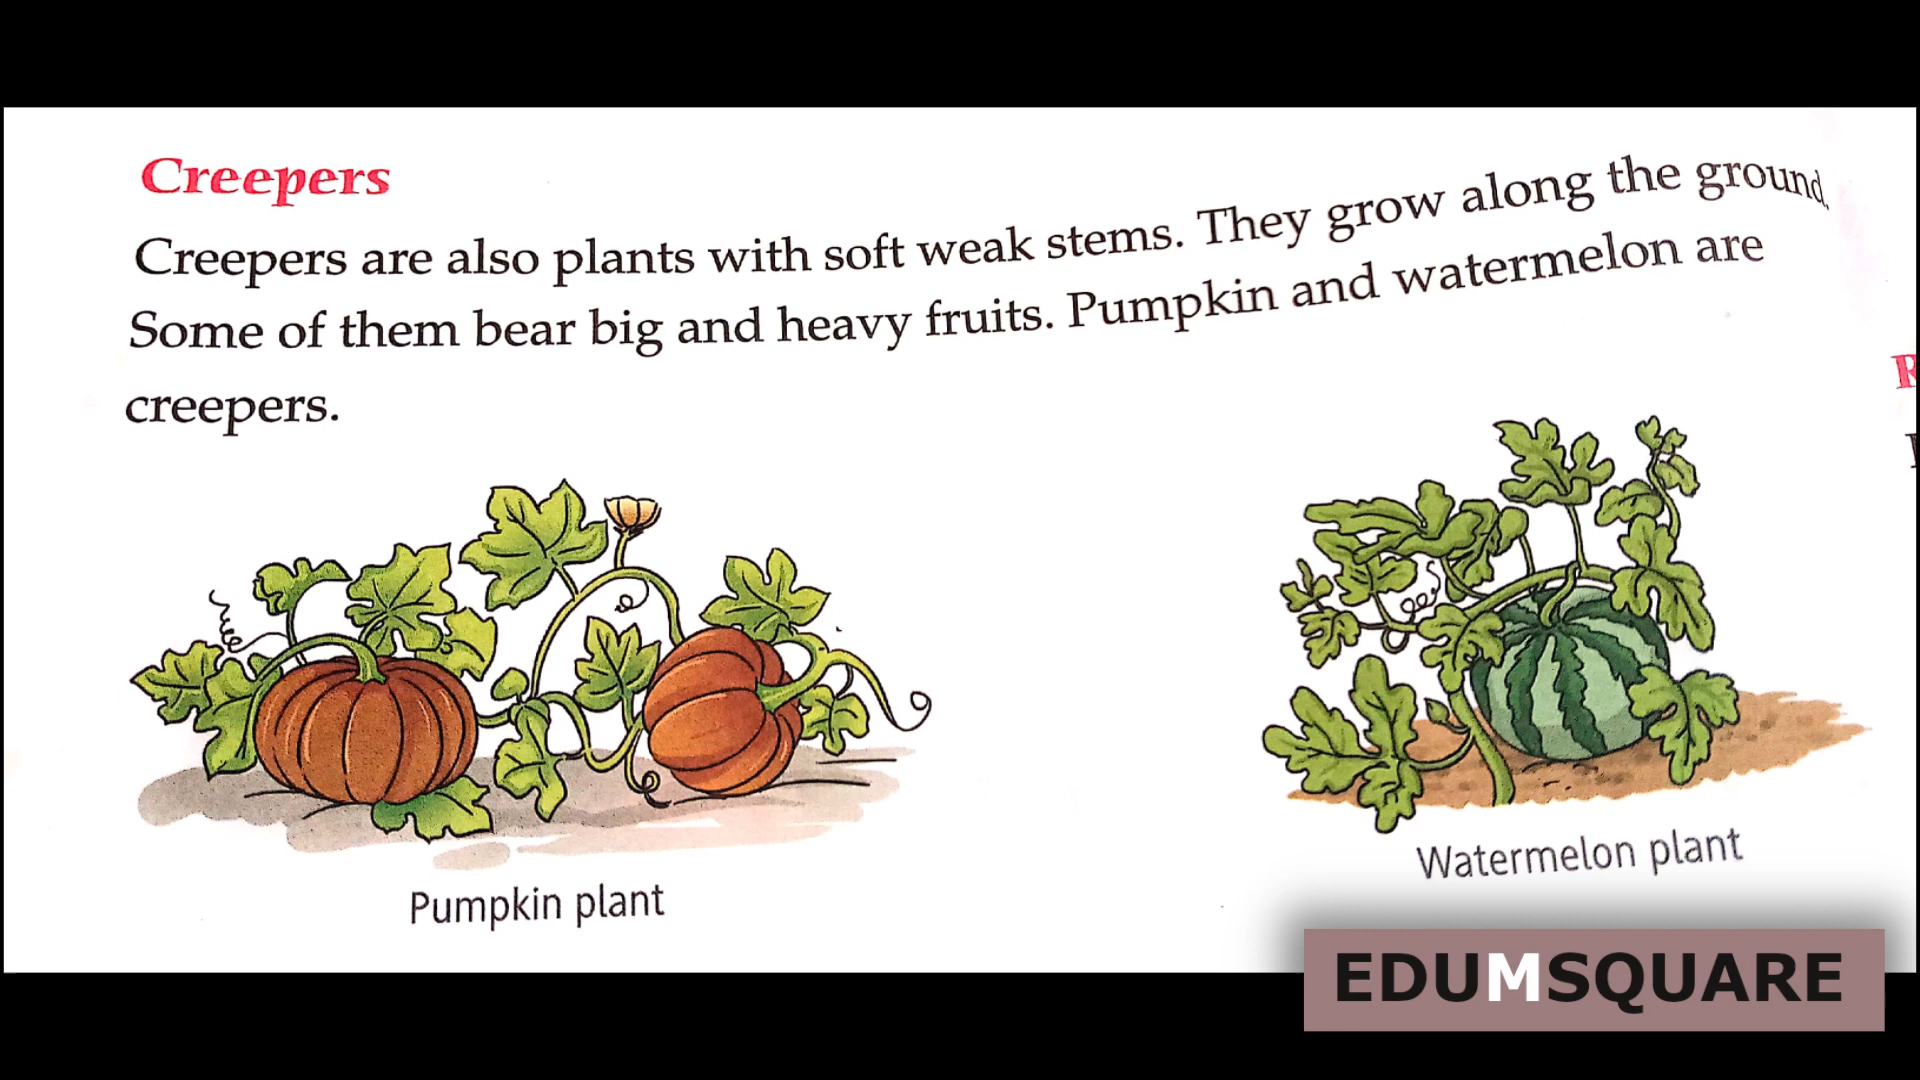 Creepers
Creepers are also plants with soft weak stems. They grow along the ground.
Some of them bear big and heavy fruits. Pumpkin and watermelon are
creepers.
Pumpkin plant
Watermelon plant
EDUMSQUARE